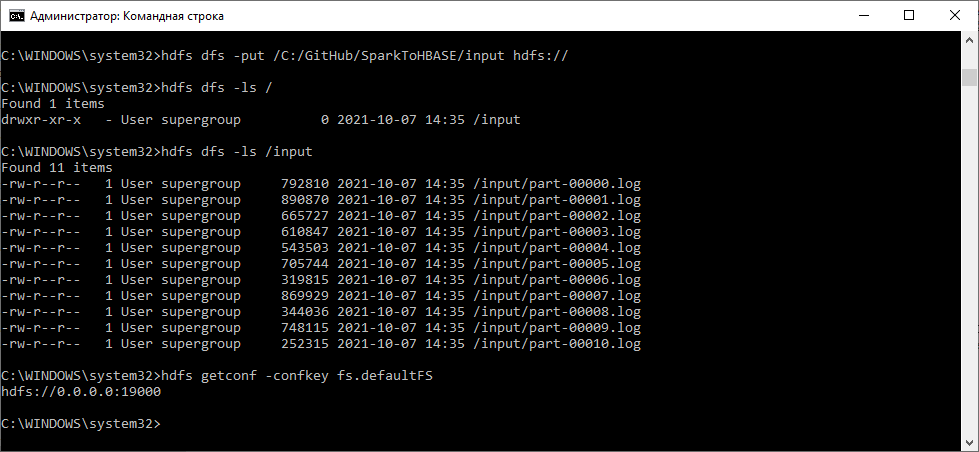 Администратор: Командная строка
C:\WINDOWS\system32>hdfs dfs -put /C:/GitHub/SparkToHBASE/input hdfs://
C:\WINDOWS\system32>hdfs dfs -ls /
Found 1 items
drwxr-xr-x   - User supergroup          0 2021-10-07 14:35 /input
C:\WINDOWS\system32>hdfs dfs -ls /input
Found 11 items
-rw-r--r--   1 User supergroup     792810 2021-10-07 14:35 /input/part-00000.log
-rw-r--r--   1 User supergroup     890870 2021-10-07 14:35 /input/part-00001.log
-rw-r--r--   1 User supergroup     665727 2021-10-07 14:35 /input/part-00002.log
-rw-r--r--   1 User supergroup     610847 2021-10-07 14:35 /input/part-00003.log
-rw-r--r--   1 User supergroup     543503 2021-10-07 14:35 /input/part-00004.log
-rw-r--r--   1 User supergroup     705744 2021-10-07 14:35 /input/part-00005.log
-rw-r--r--   1 User supergroup     319815 2021-10-07 14:35 /input/part-00006.log
-rw-r--r--   1 User supergroup     869929 2021-10-07 14:35 /input/part-00007.log
-rw-r--r--   1 User supergroup     344036 2021-10-07 14:35 /input/part-00008.log
-rw-r--r--   1 User supergroup     748115 2021-10-07 14:35 /input/part-00009.log
-rw-r--r--   1 User supergroup     252315 2021-10-07 14:35 /input/part-00010.log
C:\WINDOWS\system32>hdfs getconf -confkey fs.defaultFS
hdfs://0.0.0.0:19000
C:\WINDOWS\system32>